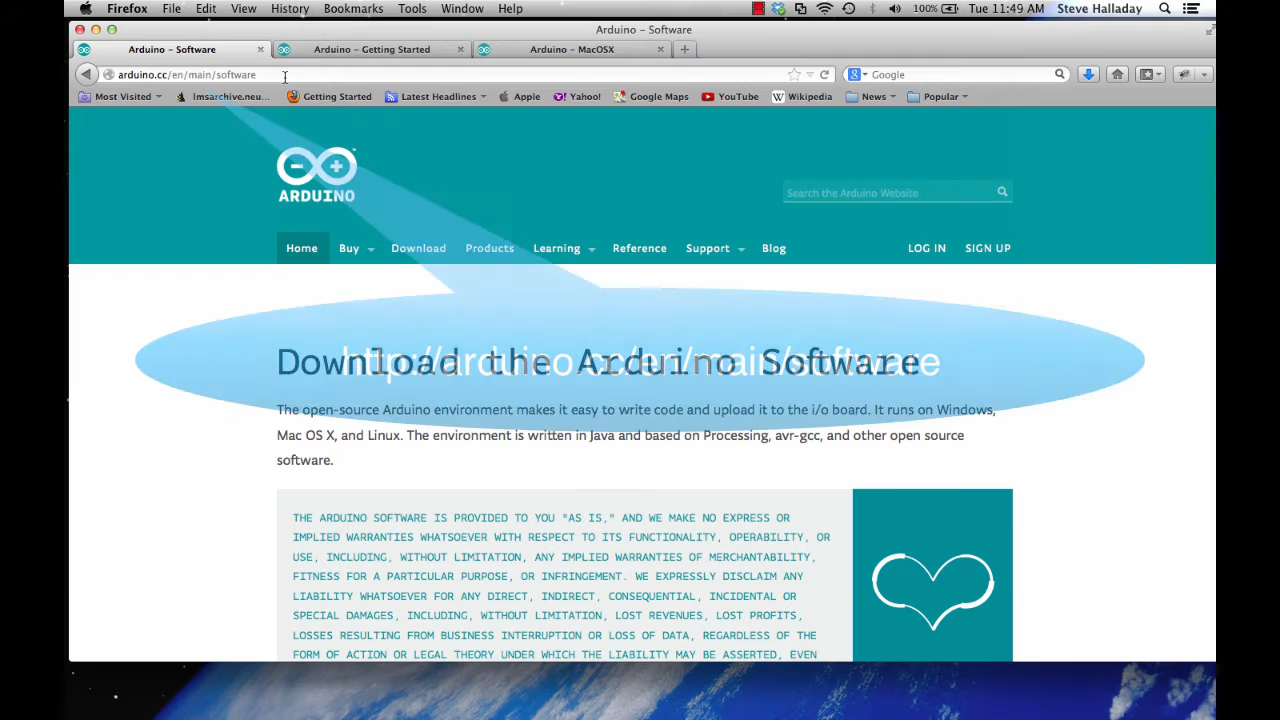 Firefox File Edit View History Bookmarks Tools Window Help 100% Tue 11:49 AM Steve Halladay
Arduino – Software
Arduino – Software Arduino – Getting Started Arduino – MacOSX
arduino.cc/en/main/software Google
Most Visited lmsarchive.neu... Getting Started Latest Headlines Apple Yahoo! Google Maps YouTube Wikipedia News Popular
ARDUINO
Search the Arduino Website
Home Buy Download Products Learning Reference Support Blog LOG IN SIGN UP
Download the Arduino Software
http://arduino.cc/en/main/software
The open-source Arduino environment makes it easy to write code and upload it to the i/o board. It runs on Windows,
Mac OS X, and Linux. The environment is written in Java and based on Processing, avr-gcc, and other open source
software.
THE ARDUINO SOFTWARE IS PROVIDED TO YOU "AS IS," AND WE MAKE NO EXPRESS OR
IMPLIED WARRANTIES WHATSOEVER WITH RESPECT TO ITS FUNCTIONALITY, OPERABILITY, OR
USE, INCLUDING, WITHOUT LIMITATION, ANY IMPLIED WARRANTIES OF MERCHANTABILITY,
FITNESS FOR A PARTICULAR PURPOSE, OR INFRINGEMENT. WE EXPRESSLY DISCLAIM ANY
LIABILITY WHATSOEVER FOR ANY DIRECT, INDIRECT, CONSEQUENTIAL, INCIDENTAL OR
SPECIAL DAMAGES, INCLUDING, WITHOUT LIMITATION, LOST REVENUES, LOST PROFITS,
LOSSES RESULTING FROM BUSINESS INTERRUPTION OR LOSS OF DATA, REGARDLESS OF THE
FORM OF ACTION OR LEGAL THEORY UNDER WHICH THE LIABILITY MAY BE ASSERTED, EVEN